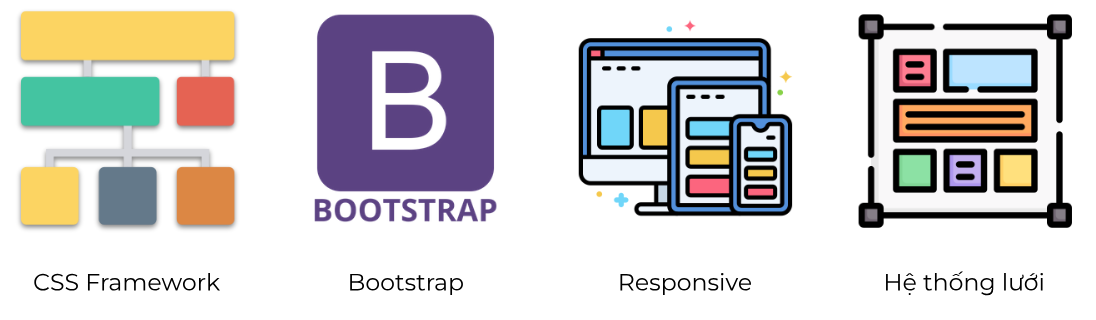 B
BOOTSTRAP
CSS Framework
Bootstrap
Responsive
Hệ thống lưới